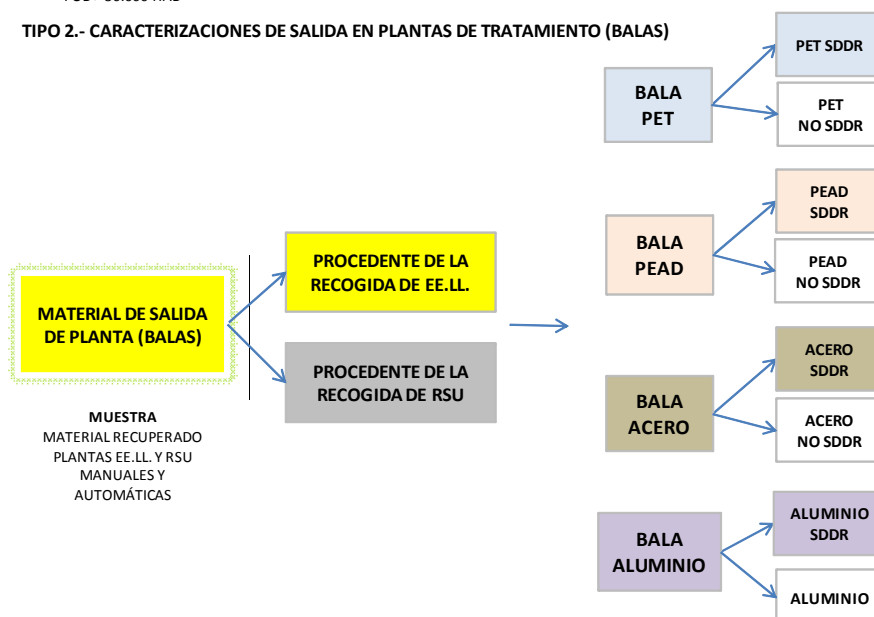 TIPO 2.- CARACTERIZACIONES DE SALIDA EN PLANTAS DE TRATAMIENTO (BALAS)
MATERIAL DE SALIDA
DE PLANTA (BALAS)
MUESTRA
MATERIAL RECUPERADO
PLANTAS EE.LL. Y RSU
MANUALES Y
AUTOMÁTICAS
PROCEDENTE DE LA
RECOGIDA DE EE.LL.
PROCEDENTE DE LA
RECOGIDA DE RSU
BALA
PET
PET SDDR
PET
NO SDDR
BALA
PEAD
PEAD
SDDR
PEAD
NO SDDR
BALA
ACERO
ACERO
SDDR
ACERO
NO SDDR
BALA
ALUMINIO
ALUMINIO
SDDR
ALUMINIO